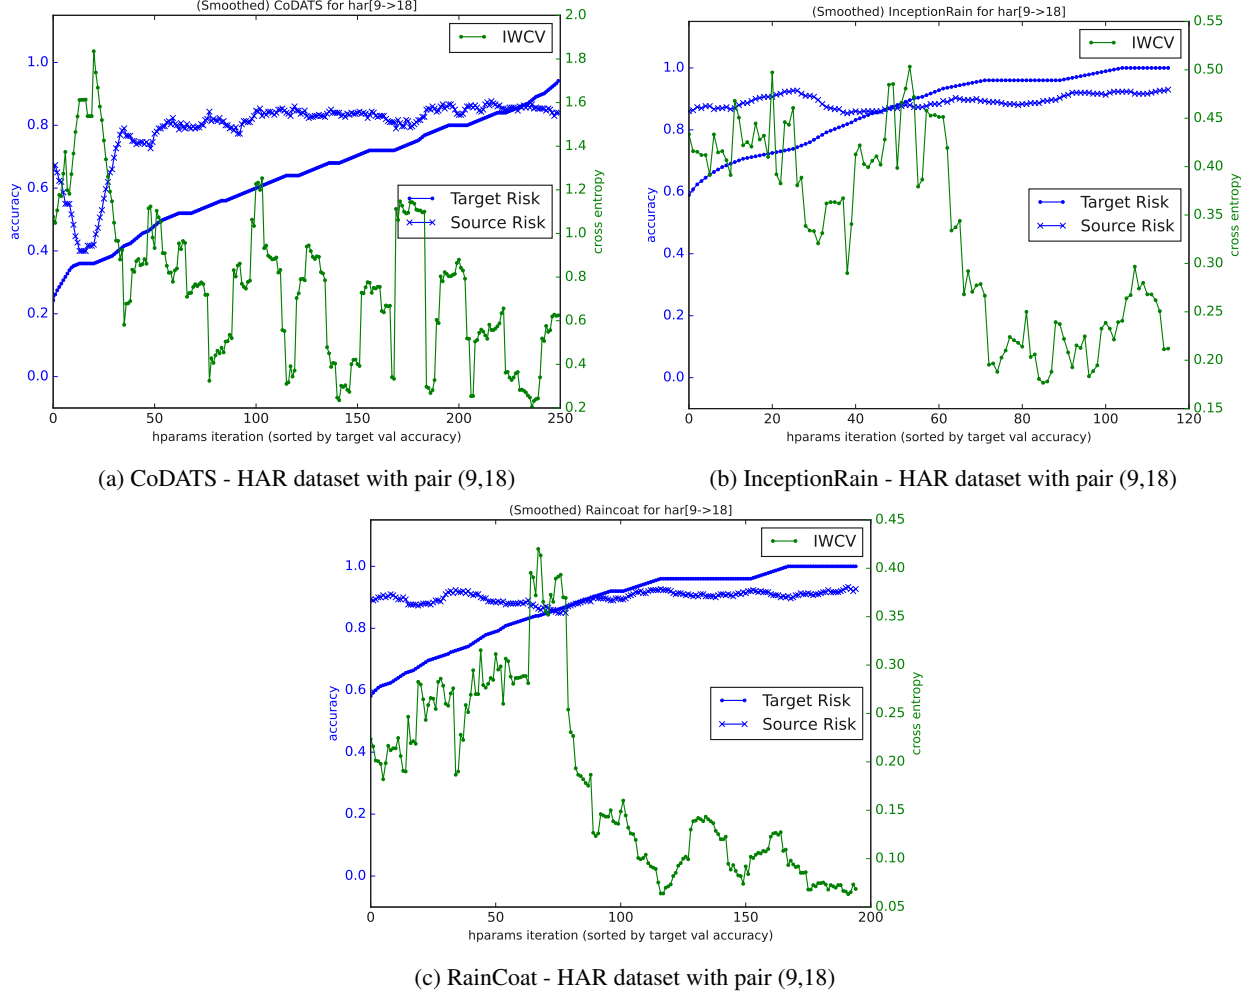 (Smoothed) CoDATS for har[9->18]
IWCV
Target Risk
Source Risk
accuracy
cross entropy
1.0
0.8
0.6
0.4
0.2
0.0
2.0
1.8
1.6
1.4
1.2
1.0
0.8
0.6
0.4
0.2
0 50 100 150 200 250
hparams iteration (sorted by target val accuracy)
(a) CoDATS - HAR dataset with pair (9,18)
(Smoothed) InceptionRain for har[9->18]
IWCV
Target Risk
Source Risk
accuracy
cross entropy
1.0
0.8
0.6
0.4
0.2
0.0
0.55
0.50
0.45
0.40
0.35
0.30
0.25
0.20
0.15
0 20 40 60 80 100 120
hparams iteration (sorted by target val accuracy)
(b) InceptionRain - HAR dataset with pair (9,18)
(Smoothed) Raincoat for har[9->18]
IWCV
Target Risk
Source Risk
accuracy
cross entropy
1.0
0.8
0.6
0.4
0.2
0.0
0.45
0.40
0.35
0.30
0.25
0.20
0.15
0.10
0.05
0 50 100 150 200
hparams iteration (sorted by target val accuracy)
(c) RainCoat - HAR dataset with pair (9,18)